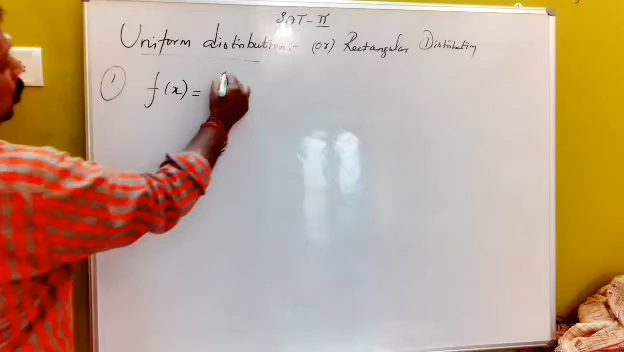 SAT-II
Uniform distribution:- (or) Rectangular Distribution
① f(x) =